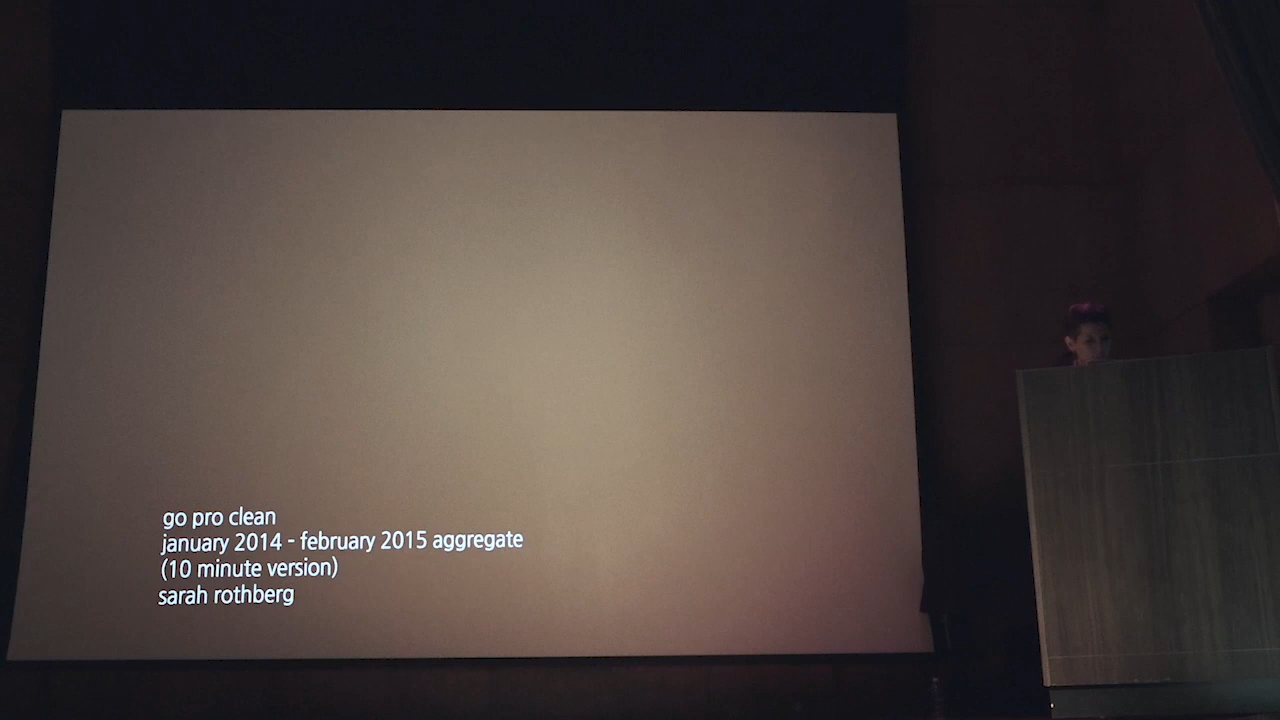 go pro clean
january 2014 - february 2015 aggregate
(10 minute version)
sarah rothberg